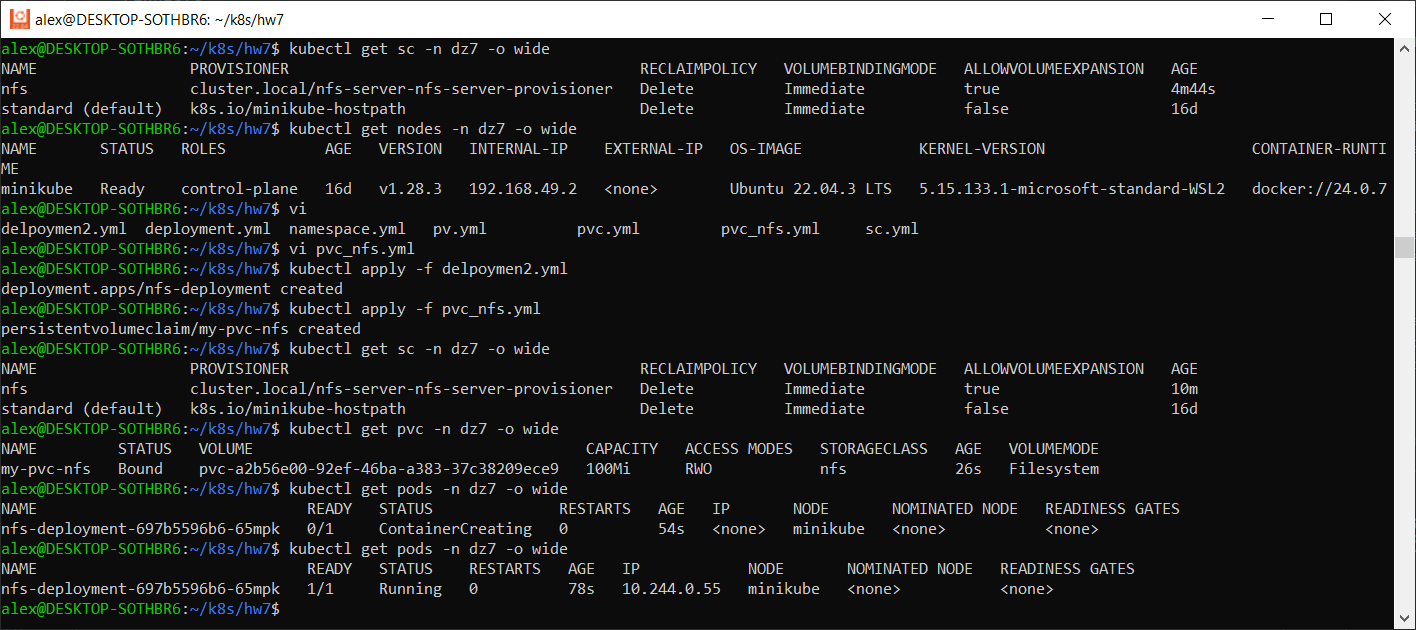 alex@DESKTOP-SOTHBR6: ~/k8s/hw7
alex@DESKTOP-SOTHBR6:~/k8s/hw7$ kubectl get sc -n dz7 -o wide
NAME                 PROVISIONER                                       RECLAIMPOLICY   VOLUMEBINDINGMODE   ALLOWVOLUMEEXPANSION   AGE
nfs                  cluster.local/nfs-server-nfs-server-provisioner   Delete          Immediate           true                   4m44s
standard (default)   k8s.io/minikube-hostpath                          Delete          Immediate           false                  16d
alex@DESKTOP-SOTHBR6:~/k8s/hw7$ kubectl get nodes -n dz7 -o wide
NAME       STATUS   ROLES           AGE   VERSION   INTERNAL-IP    EXTERNAL-IP   OS-IMAGE             KERNEL-VERSION                       CONTAINER-RUNTI
ME
minikube   Ready    control-plane   16d   v1.28.3   192.168.49.2   <none>        Ubuntu 22.04.3 LTS   5.15.133.1-microsoft-standard-WSL2   docker://24.0.7
alex@DESKTOP-SOTHBR6:~/k8s/hw7$ vi
delpoymen2.yml  deployment.yml  namespace.yml   pv.yml          pvc.yml         pvc_nfs.yml     sc.yml
alex@DESKTOP-SOTHBR6:~/k8s/hw7$ vi pvc_nfs.yml
alex@DESKTOP-SOTHBR6:~/k8s/hw7$ kubectl apply -f delpoymen2.yml
deployment.apps/nfs-deployment created
alex@DESKTOP-SOTHBR6:~/k8s/hw7$ kubectl apply -f pvc_nfs.yml
persistentvolumeclaim/my-pvc-nfs created
alex@DESKTOP-SOTHBR6:~/k8s/hw7$ kubectl get sc -n dz7 -o wide
NAME                 PROVISIONER                                       RECLAIMPOLICY   VOLUMEBINDINGMODE   ALLOWVOLUMEEXPANSION   AGE
nfs                  cluster.local/nfs-server-nfs-server-provisioner   Delete          Immediate           true                   10m
standard (default)   k8s.io/minikube-hostpath                          Delete          Immediate           false                  16d
alex@DESKTOP-SOTHBR6:~/k8s/hw7$ kubectl get pvc -n dz7 -o wide
NAME         STATUS   VOLUME                                     CAPACITY   ACCESS MODES   STORAGECLASS   AGE   VOLUMEMODE
my-pvc-nfs   Bound    pvc-a2b56e00-92ef-46ba-a383-37c38209ece9   100Mi      RWO            nfs            26s   Filesystem
alex@DESKTOP-SOTHBR6:~/k8s/hw7$ kubectl get pods -n dz7 -o wide
NAME                              READY   STATUS              RESTARTS   AGE   IP       NODE       NOMINATED NODE   READINESS GATES
nfs-deployment-697b5596b6-65mpk   0/1     ContainerCreating   0          54s   <none>   minikube   <none>           <none>
alex@DESKTOP-SOTHBR6:~/k8s/hw7$ kubectl get pods -n dz7 -o wide
NAME                              READY   STATUS    RESTARTS   AGE   IP            NODE       NOMINATED NODE   READINESS GATES
nfs-deployment-697b5596b6-65mpk   1/1     Running   0          78s   10.244.0.55   minikube   <none>           <none>
alex@DESKTOP-SOTHBR6:~/k8s/hw7$